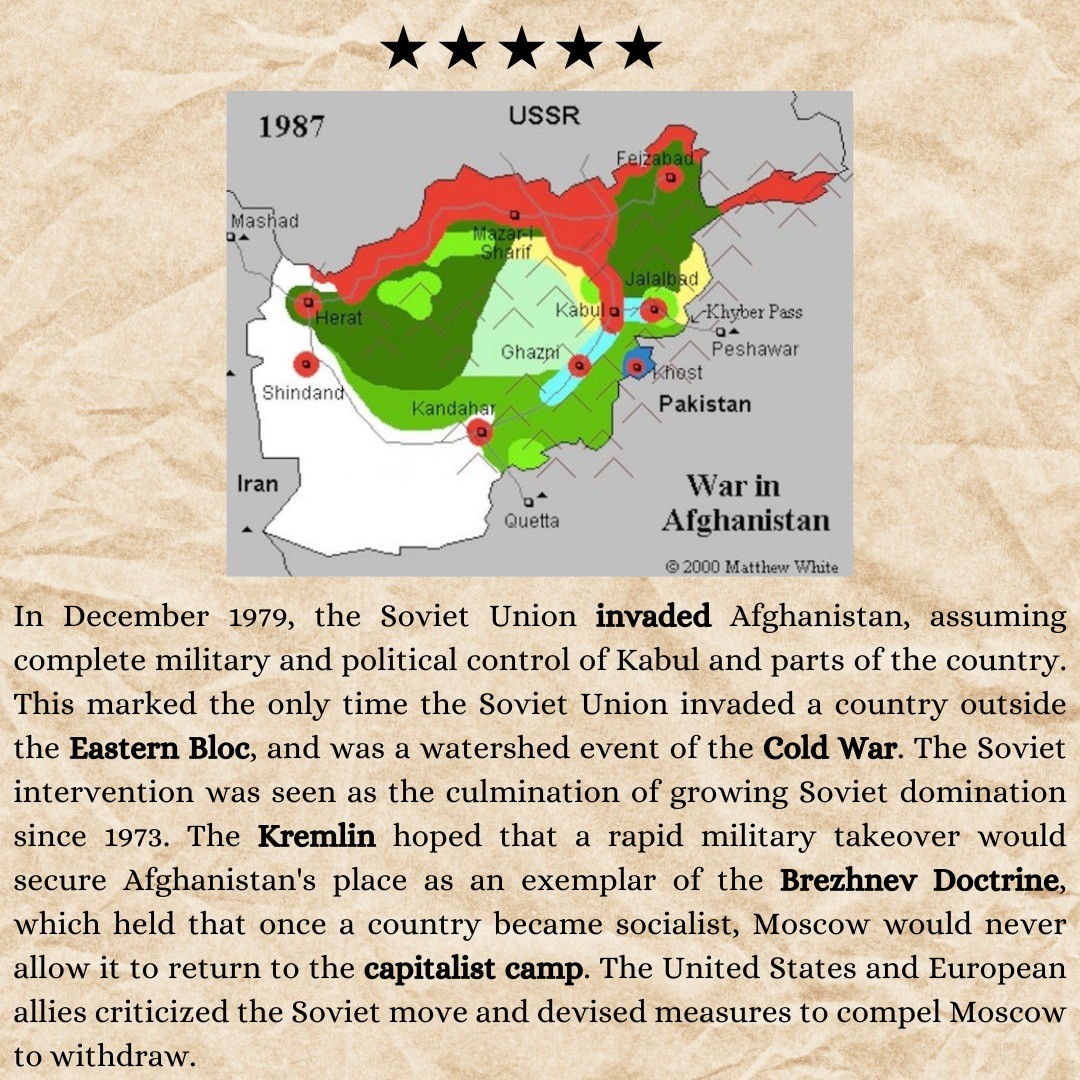 1987
USSR
Feizabad
Mashad
Mazar-i
Sharif
Jalalbad
Herat
Kabul
Khyber Pass
Ghazni
Peshawar
Shindand
Khost
Kandahar
Pakistan
Iran
War in
Afghanistan
Quetta
© 2000 Matthew White
In December 1979, the Soviet Union invaded Afghanistan, assuming
complete military and political control of Kabul and parts of the country.
This marked the only time the Soviet Union invaded a country outside
the Eastern Bloc, and was a watershed event of the Cold War. The Soviet
intervention was seen as the culmination of growing Soviet domination
since 1973. The Kremlin hoped that a rapid military takeover would
secure Afghanistan's place as an exemplar of the Brezhnev Doctrine,
which held that once a country became socialist, Moscow would never
allow it to return to the capitalist camp. The United States and European
allies criticized the Soviet move and devised measures to compel Moscow
to withdraw.